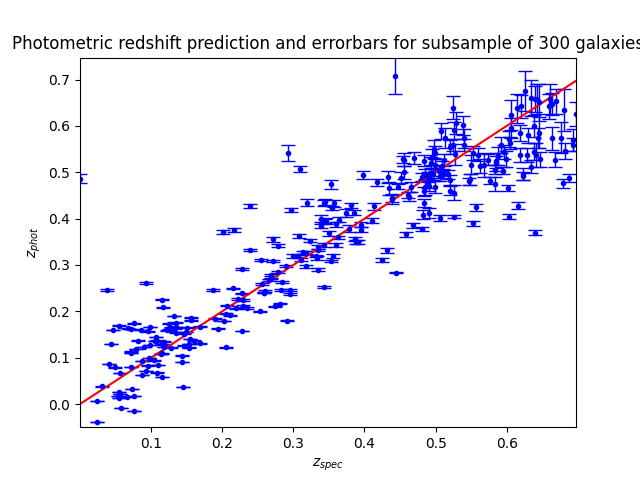 Photometric redshift prediction and errorbars for subsample of 300 galaxies
0.7
0.6
0.5
0.4
0.3
0.2
0.1
0.0
z_phot
0.1 0.2 0.3 0.4 0.5 0.6
z_spec